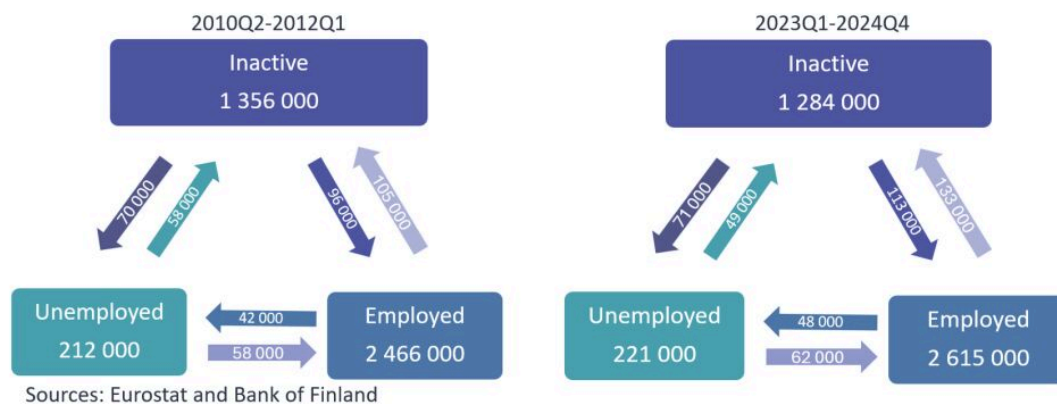 2010Q2-2012Q1
Inactive
1 356 000
70 000
58 000
96 000
105 000
Unemployed
212 000
42 000
58 000
Employed
2 466 000
2023Q1-2024Q4
Inactive
1 284 000
71 000
49 000
113 000
133 000
Unemployed
221 000
48 000
62 000
Employed
2 615 000
Sources: Eurostat and Bank of Finland